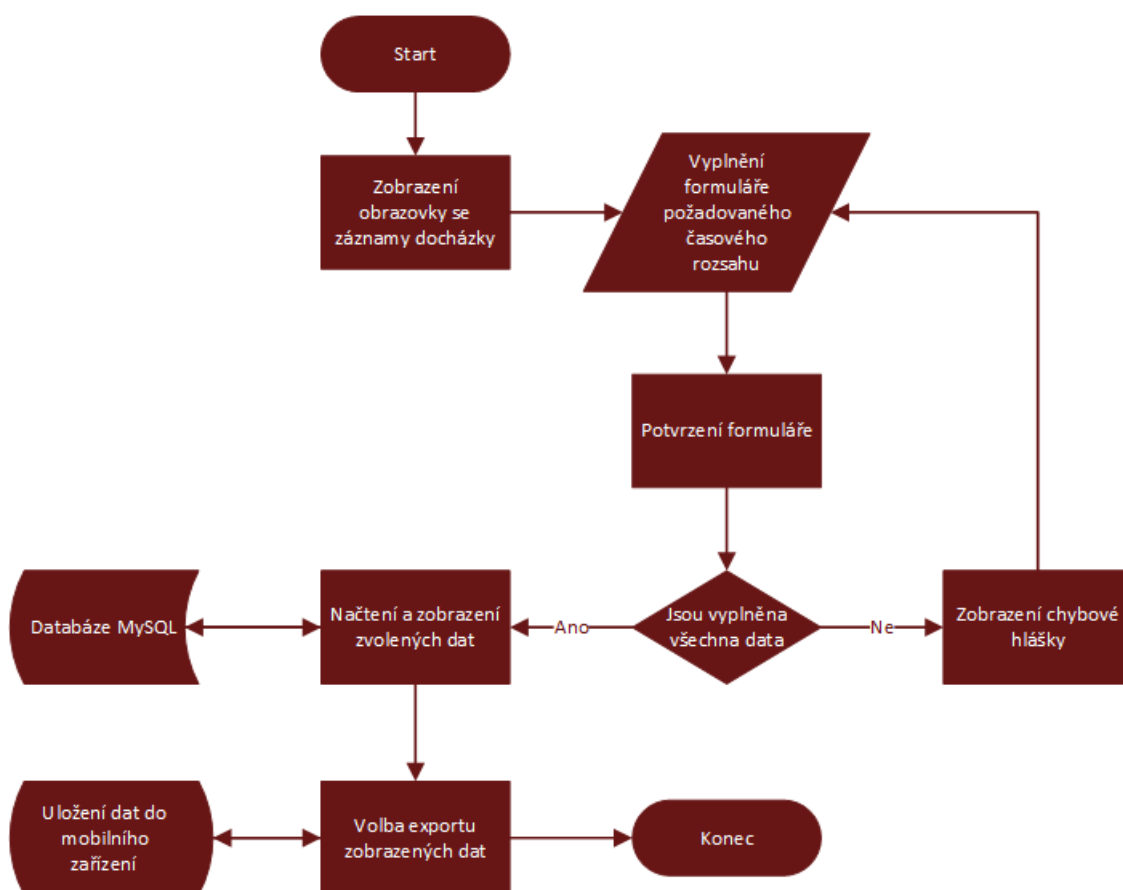 Start
Zobrazení
obrazovky se
záznamy docházky
Vyplnění
formuláře
požadovaného
časového
rozsahu
Potvrzení formuláře
Jsou vyplněna
všechna data
Ano
Ne
Načtení a zobrazení
zvolených dat
Databáze MySQL
Zobrazení chybové
hlášky
Volba exportu
zobrazených dat
Uložení dat do
mobilního
zařízení
Konec